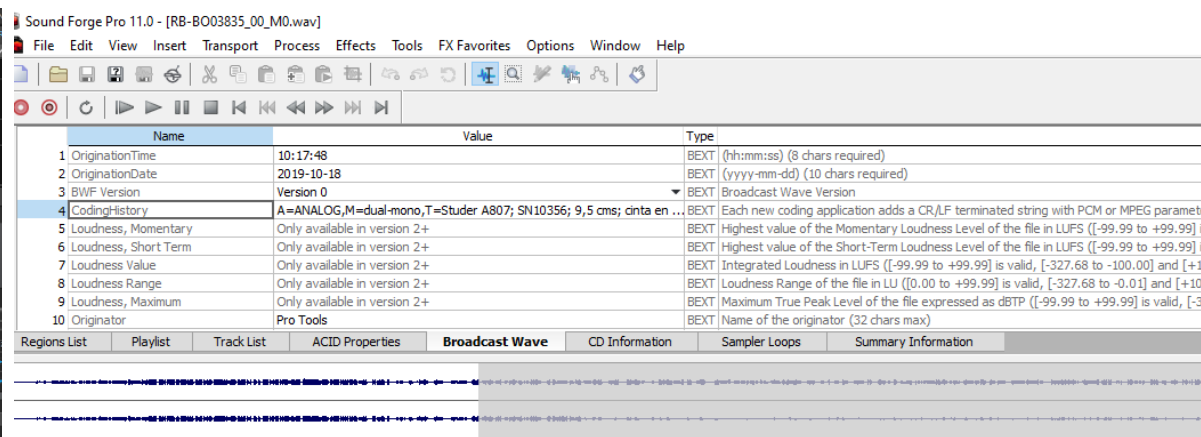 Sound Forge Pro 11.0 - [RB-BO03835_00_M0.wav]
File Edit View Insert Transport Process Effects Tools FX Favorites Options Window Help
Name Value Type
1 OriginationTime 10:17:48 BEXT (hh:mm:ss) (8 chars required)
2 OriginationDate 2019-10-18 BEXT (yyyy-mm-dd) (10 chars required)
3 BWF Version Version 0 BEXT Broadcast Wave Version
4 CodingHistory A=ANALOG,M=dual-mono,T=Studer A807; SN10356; 9,5 cms; cinta en ... BEXT Each new coding application adds a CR/LF terminated string with PCM or MPEG paramet
5 Loudness, Momentary Only available in version 2+ BEXT Highest value of the Momentary Loudness Level of the file in LUFS ([-99.99 to +99.99]
6 Loudness, Short Term Only available in version 2+ BEXT Highest value of the Short-Term Loudness Level of the file in LUFS ([-99.99 to +99.99]
7 Loudness Value Only available in version 2+ BEXT Integrated Loudness in LUFS ([-99.99 to +99.99] is valid, [-327.68 to -100.00] and [+1
8 Loudness Range Only available in version 2+ BEXT Loudness Range of the file in LU ([0.00 to +99.99] is valid, [-327.68 to -0.01] and [+10
9 Loudness, Maximum Only available in version 2+ BEXT Maximum True Peak Level of the file expressed as dBTP ([-99.99 to +99.99] is valid, [-3
10 Originator Pro Tools BEXT Name of the originator (32 chars max)
Regions List Playlist Track List ACID Properties Broadcast Wave CD Information Sampler Loops Summary Information